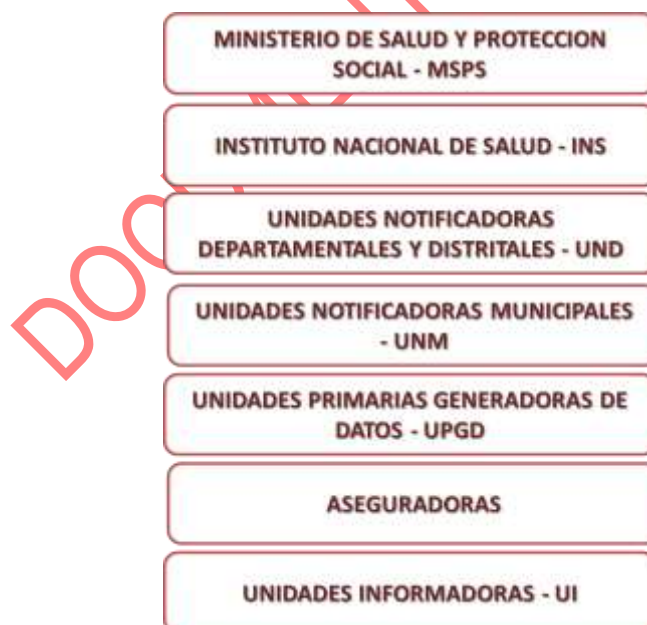 MINISTERIO DE SALUD Y PROTECCION
SOCIAL - MSPS
INSTITUTO NACIONAL DE SALUD - INS
UNIDADES NOTIFICADORAS
DEPARTAMENTALES Y DISTRITALES - UND
UNIDADES NOTIFICADORAS MUNICIPALES
- UNM
UNIDADES PRIMARIAS GENERADORAS DE
DATOS - UPGD
ASEGURADORAS
UNIDADES INFORMADORAS - UI